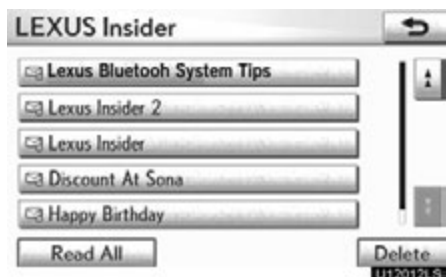 LEXUS Insider
Lexus Bluetooh System Tips
Lexus Insider 2
Lexus Insider
Discount At Sona
Happy Birthday
Read All
Delete
U12012LS